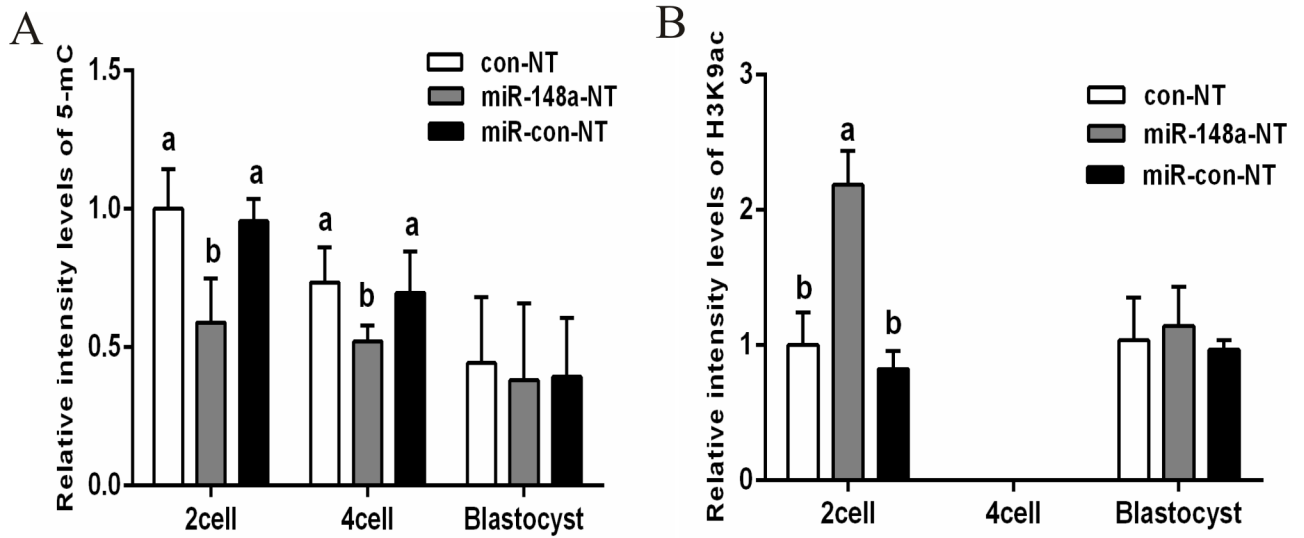 A
Relative intensity levels of 5-mC
con-NT
miR-148a-NT
miR-con-NT
1.5
1.0
0.5
0.0
a
b
a
a
b
a
2cell
4cell
Blastocyst
B
Relative intensity levels of H3K9ac
con-NT
miR-148a-NT
miR-con-NT
3
2
1
0
b
a
b
2cell
4cell
Blastocyst